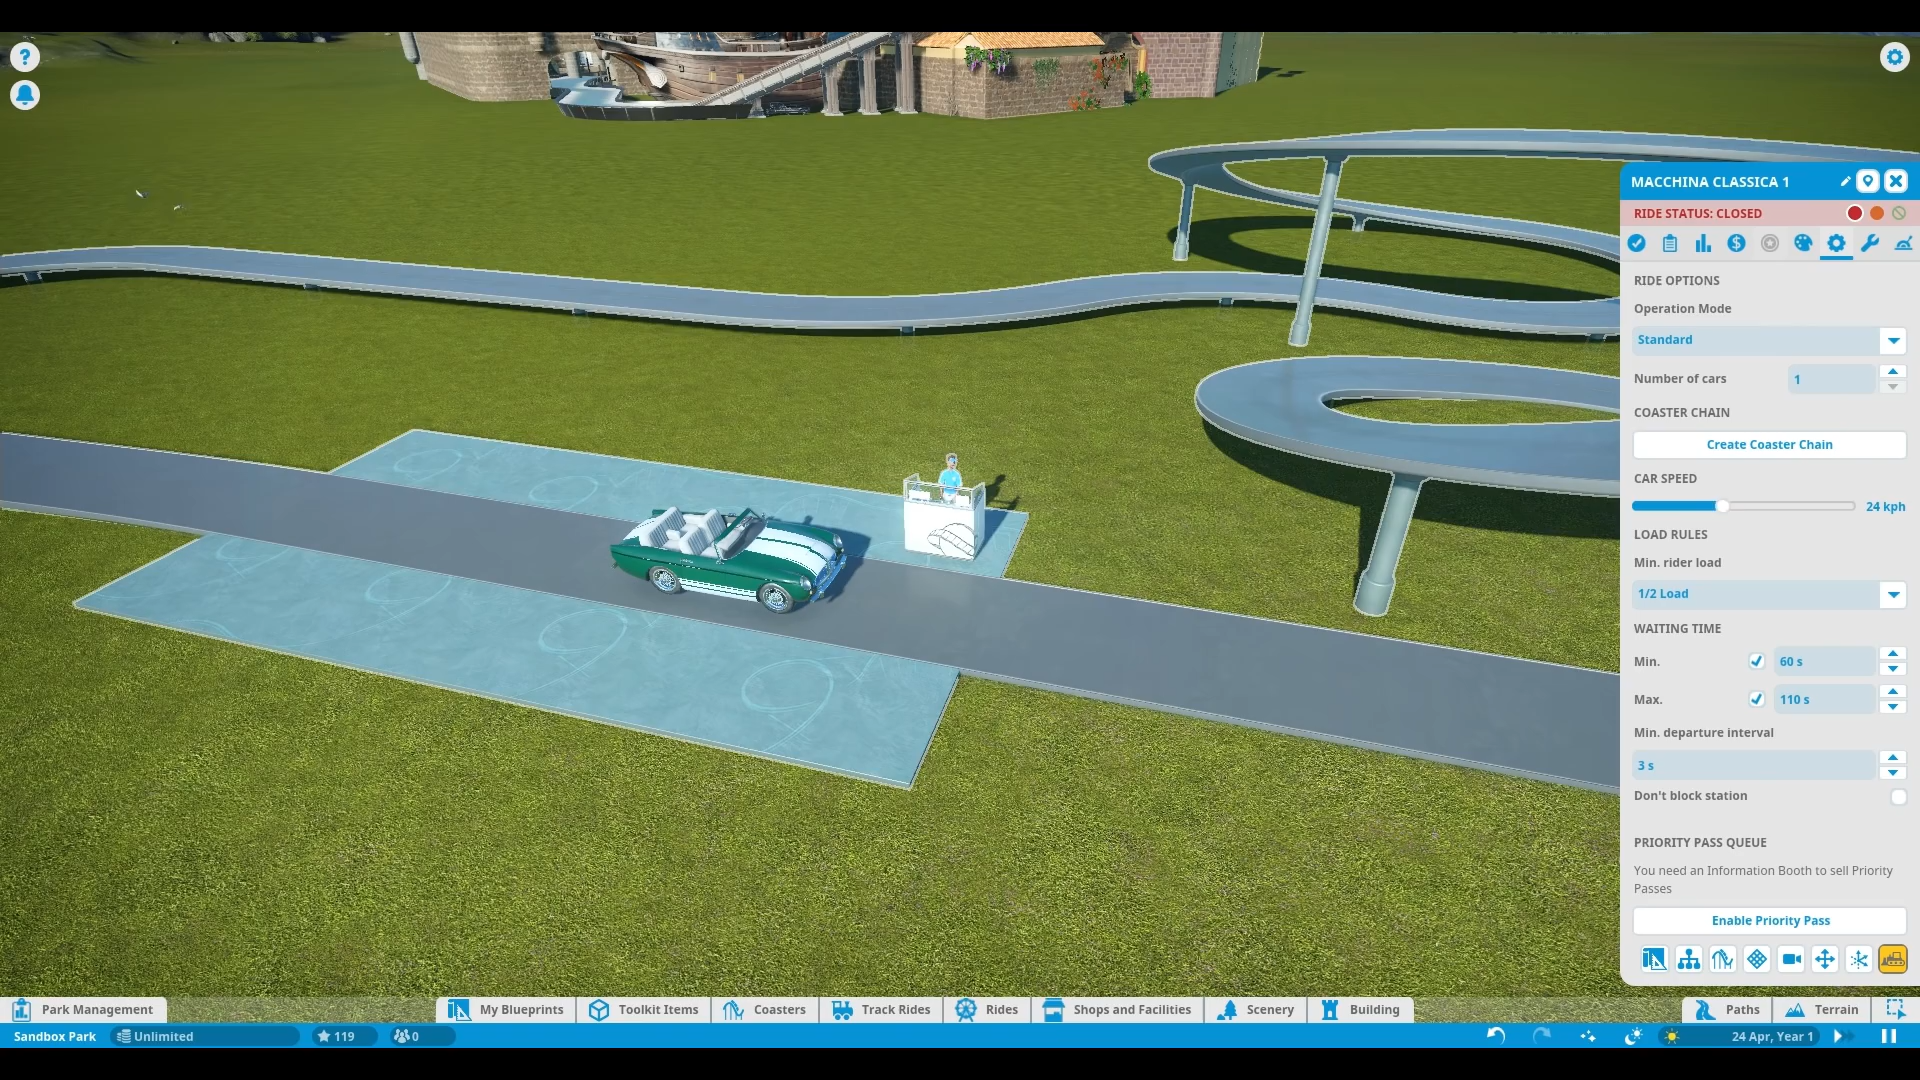 ?
MACCHINA CLASSICA 1
RIDE STATUS: CLOSED
RIDE OPTIONS
Operation Mode
Standard
Number of cars 1
COASTER CHAIN
Create Coaster Chain
CAR SPEED
24 kph
LOAD RULES
Min. rider load
1/2 Load
WAITING TIME
Min. 60 s
Max. 110 s
Min. departure interval
3 s
Don't block station
PRIORITY PASS QUEUE
You need an Information Booth to sell Priority
Passes
Enable Priority Pass
Park Management My Blueprints Toolkit Items Coasters Track Rides Rides Shops and Facilities Scenery Building Paths Terrain
Sandbox Park Unlimited 119 0 24 Apr, Year 1